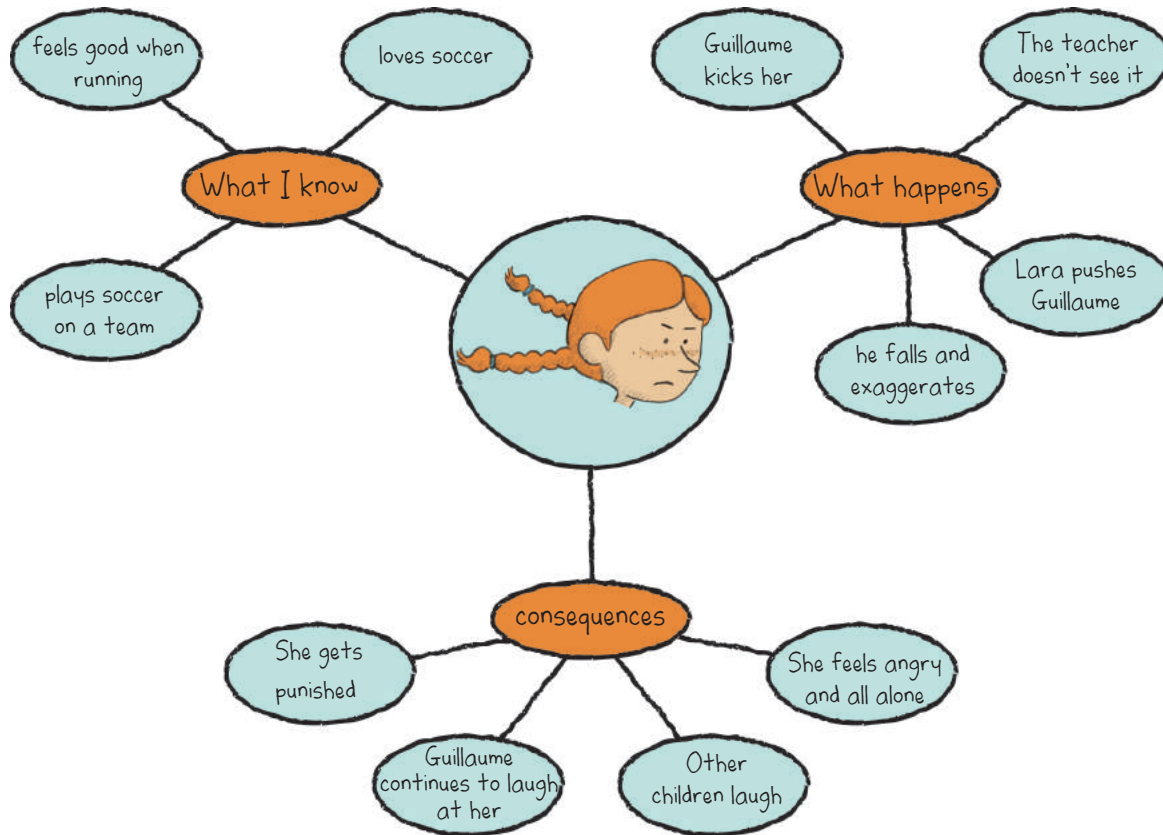 feels good when
running
loves soccer
What I know
plays soccer
on a team
Guillaume
kicks her
The teacher
doesn't see it
What happens
Lara pushes
Guillaume
he falls and
exaggerates
consequences
She gets
punished
Guillaume
continues to laugh
at her
Other
children laugh
She feels angry
and all alone